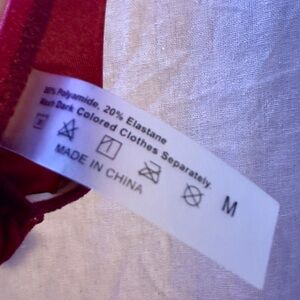 80% Polyamide, 20% Elastane
Wash Dark Colored Clothes Separately.
M
MADE IN CHINA